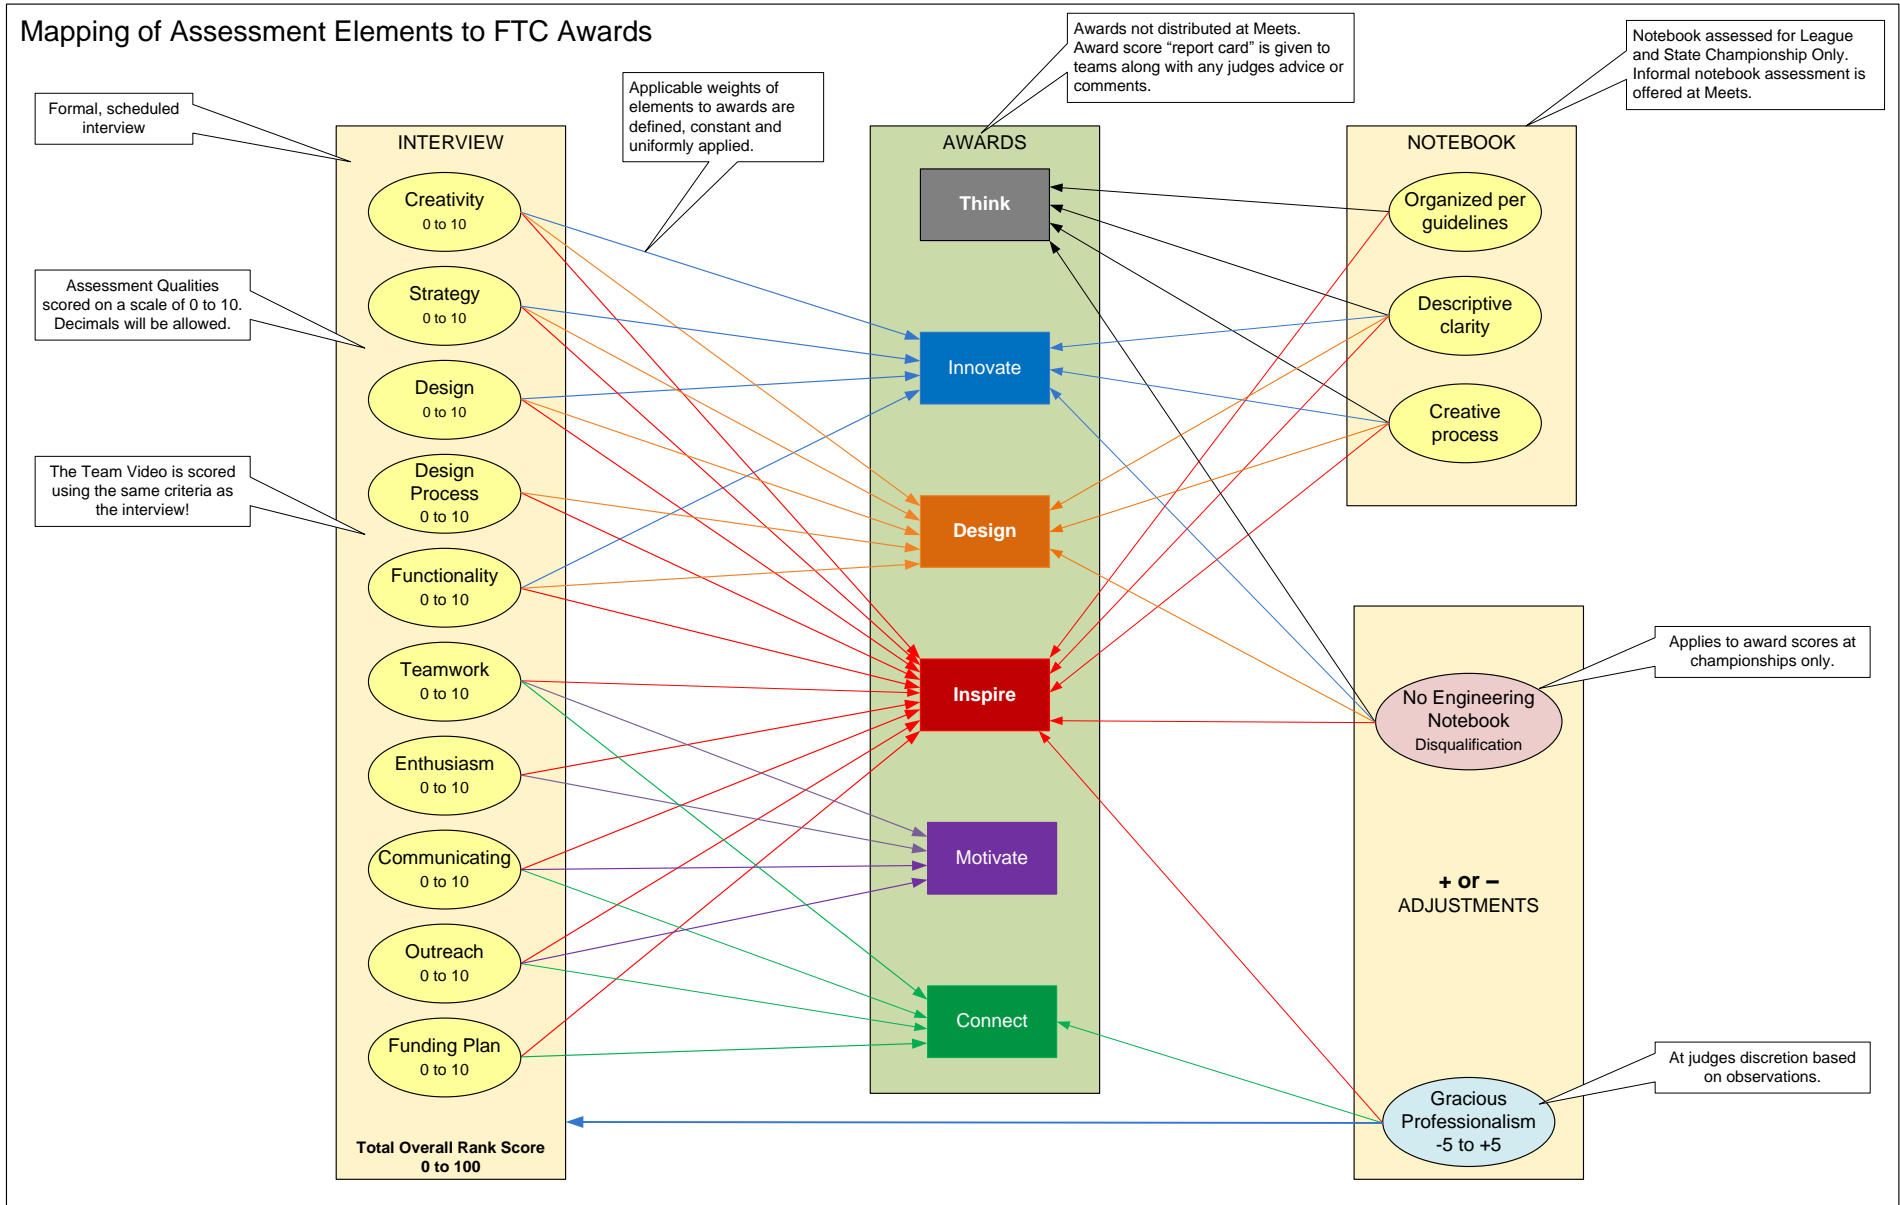 Mapping of Assessment Elements to FTC Awards
Formal, scheduled
interview
Assessment Qualities
scored on a scale of 0 to 10.
Decimals will be allowed.
The Team Video is scored
using the same criteria as
the interview!
Applicable weights of
elements to awards are
defined, constant and
uniformly applied.
Awards not distributed at Meets.
Award score “report card” is given to
teams along with any judges advice or
comments.
Notebook assessed for League
and State Championship Only.
Informal notebook assessment is
offered at Meets.
INTERVIEW
Creativity
0 to 10
Strategy
0 to 10
Design
0 to 10
Design
Process
0 to 10
Functionality
0 to 10
Teamwork
0 to 10
Enthusiasm
0 to 10
Communicating
0 to 10
Outreach
0 to 10
Funding Plan
0 to 10
Total Overall Rank Score
0 to 100
AWARDS
Think
Innovate
Design
Inspire
Motivate
Connect
NOTEBOOK
Organized per
guidelines
Descriptive
clarity
Creative
process
Applies to award scores at
championships only.
No Engineering
Notebook
Disqualification
+ or –
ADJUSTMENTS
At judges discretion based
on observations.
Gracious
Professionalism
-5 to +5